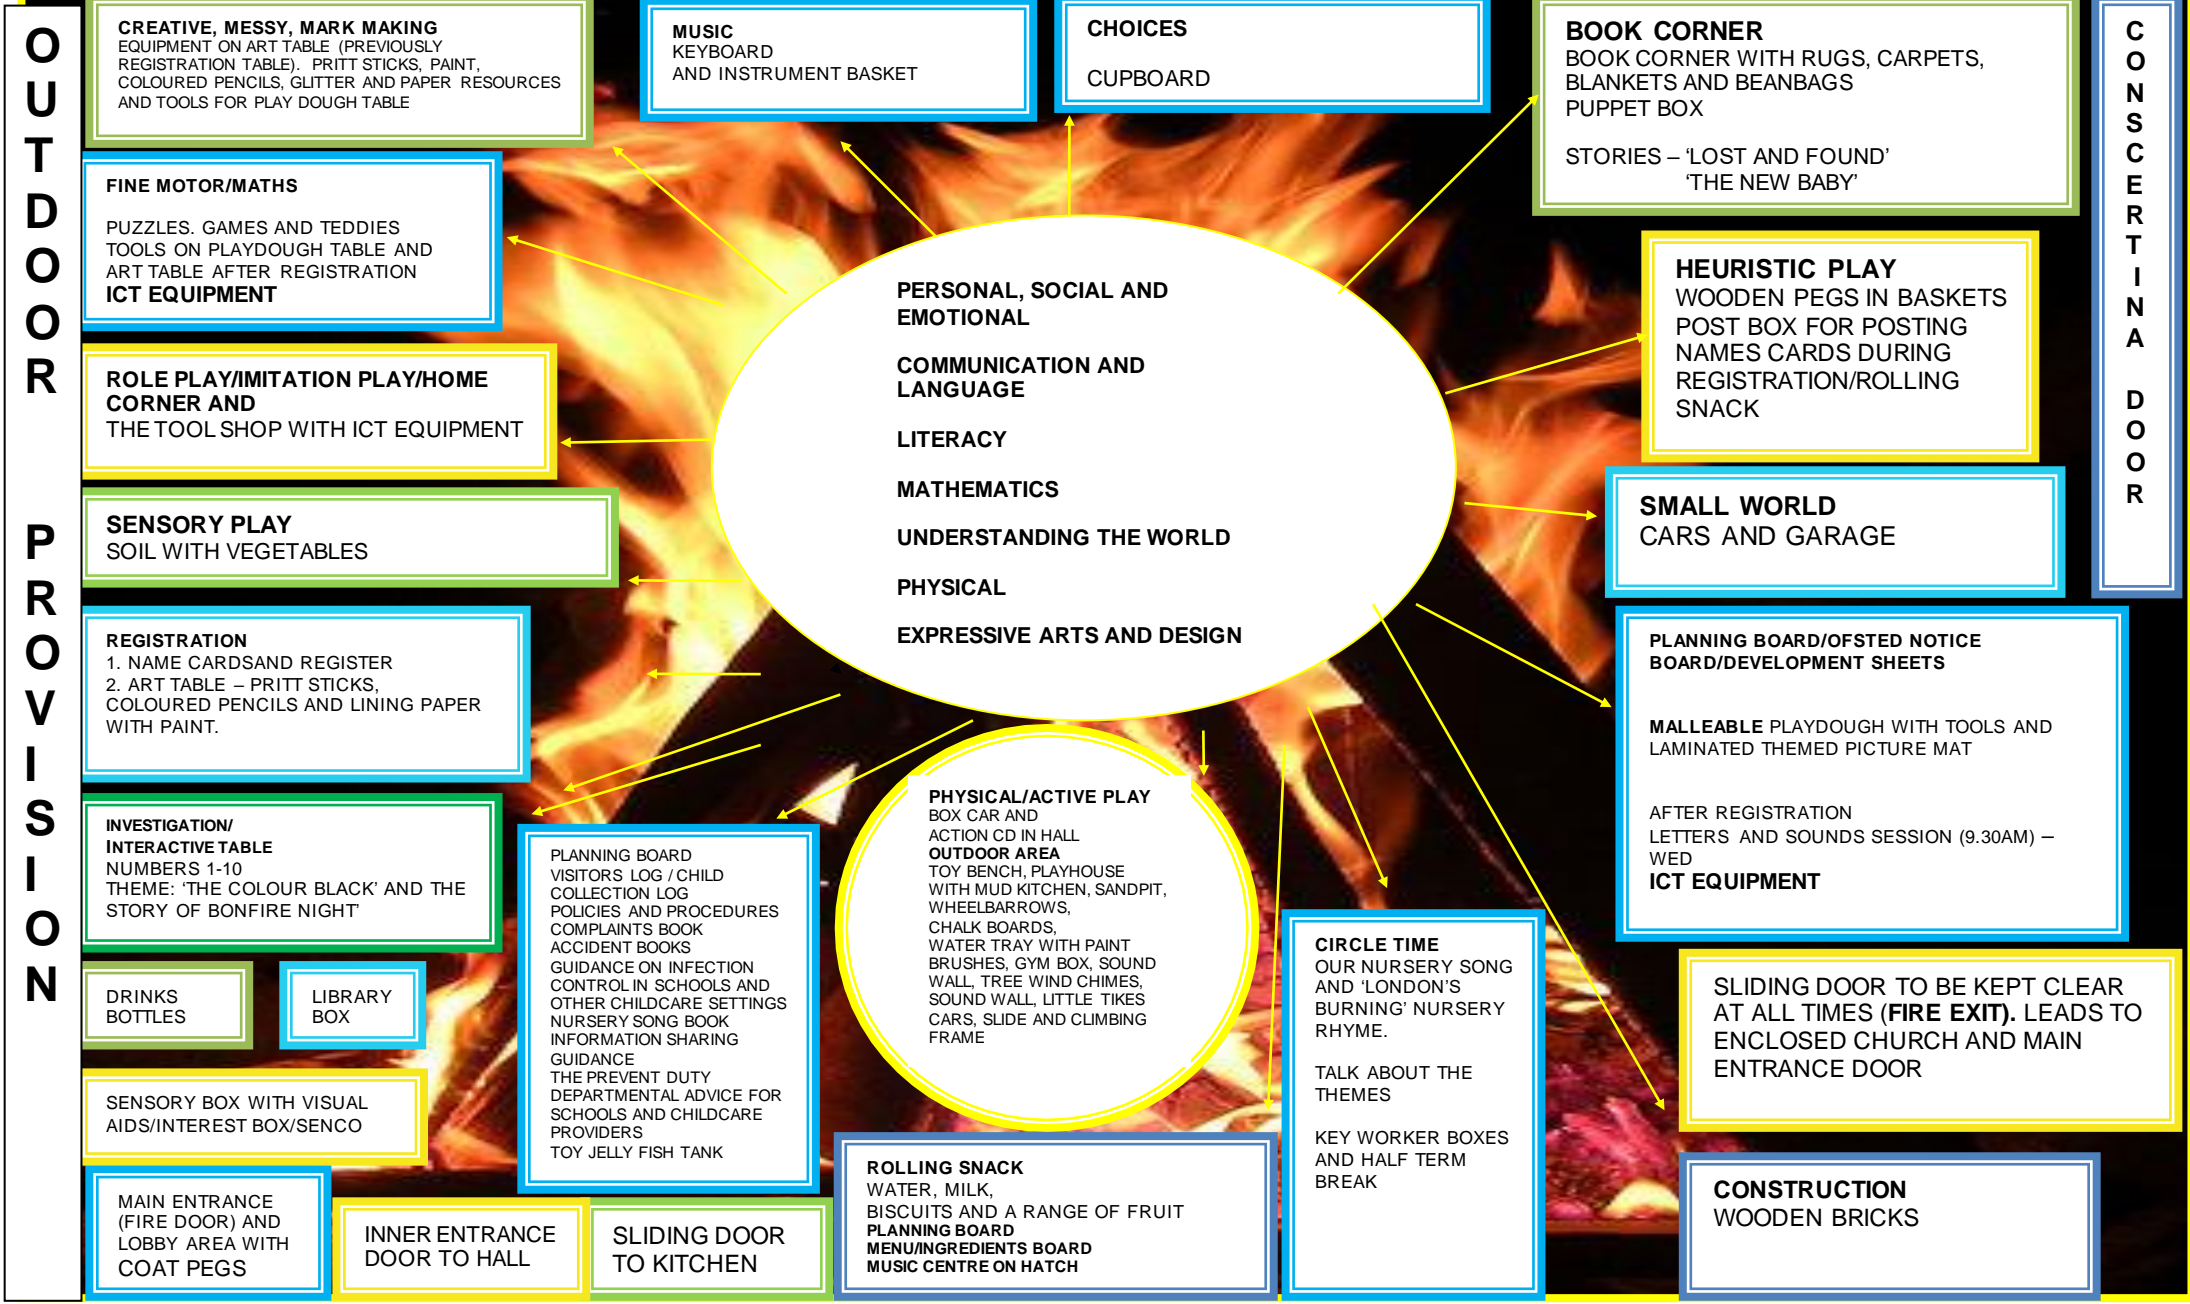 OUTDOOR PROVISION
CREATIVE, MESSY, MARK MAKING
EQUIPMENT ON ART TABLE (PREVIOUSLY
REGISTRATION TABLE). PRITT STICKS, PAINT,
COLOURED PENCILS, GLITTER AND PAPER RESOURCES
AND TOOLS FOR PLAY DOUGH TABLE
MUSIC
KEYBOARD
AND INSTRUMENT BASKET
CHOICES
CUPBOARD
BOOK CORNER
BOOK CORNER WITH RUGS, CARPETS,
BLANKETS AND BEANBAGS
PUPPET BOX
STORIES – ‘LOST AND FOUND’
‘THE NEW BABY’
CONSCERTINA DOOR
FINE MOTOR/MATHS
PUZZLES. GAMES AND TEDDIES
TOOLS ON PLAYDOUGH TABLE AND
ART TABLE AFTER REGISTRATION
ICT EQUIPMENT
ROLE PLAY/IMITATION PLAY/HOME
CORNER AND
THE TOOL SHOP WITH ICT EQUIPMENT
SENSORY PLAY
SOIL WITH VEGETABLES
REGISTRATION
1. NAME CARDSAND REGISTER
2. ART TABLE – PRITT STICKS,
COLOURED PENCILS AND LINING PAPER
WITH PAINT.
INVESTIGATION/
INTERACTIVE TABLE
NUMBERS 1-10
THEME: ‘THE COLOUR BLACK’ AND THE
STORY OF BONFIRE NIGHT’
DRINKS
BOTTLES
LIBRARY
BOX
SENSORY BOX WITH VISUAL
AIDS/INTEREST BOX/SENCO
MAIN ENTRANCE
(FIRE DOOR) AND
LOBBY AREA WITH
COAT PEGS
INNER ENTRANCE
DOOR TO HALL
SLIDING DOOR
TO KITCHEN
PERSONAL, SOCIAL AND
EMOTIONAL
COMMUNICATION AND
LANGUAGE
LITERACY
MATHEMATICS
UNDERSTANDING THE WORLD
PHYSICAL
EXPRESSIVE ARTS AND DESIGN
PLANNING BOARD
VISITORS LOG / CHILD
COLLECTION LOG
POLICIES AND PROCEDURES
COMPLAINTS BOOK
ACCIDENT BOOKS
GUIDANCE ON INFECTION
CONTROL IN SCHOOLS AND
OTHER CHILDCARE SETTINGS
NURSERY SONG BOOK
INFORMATION SHARING
GUIDANCE
THE PREVENT DUTY
DEPARTMENTAL ADVICE FOR
SCHOOLS AND CHILDCARE
PROVIDERS
TOY JELLY FISH TANK
PHYSICAL/ACTIVE PLAY
BOX CAR AND
ACTION CD IN HALL
OUTDOOR AREA
TOY BENCH, PLAYHOUSE
WITH MUD KITCHEN, SANDPIT,
WHEELBARROWS,
CHALK BOARDS,
WATER TRAY WITH PAINT
BRUSHES, GYM BOX, SOUND
WALL, TREE WIND CHIMES,
SOUND WALL, LITTLE TIKES
CARS, SLIDE AND CLIMBING
FRAME
ROLLING SNACK
WATER, MILK,
BISCUITS AND A RANGE OF FRUIT
PLANNING BOARD
MENU/INGREDIENTS BOARD
MUSIC CENTRE ON HATCH
CIRCLE TIME
OUR NURSERY SONG
AND ‘LONDON’S
BURNING’ NURSERY
RHYME.
TALK ABOUT THE
THEMES
KEY WORKER BOXES
AND HALF TERM
BREAK
HEURISTIC PLAY
WOODEN PEGS IN BASKETS
POST BOX FOR POSTING
NAMES CARDS DURING
REGISTRATION/ROLLING
SNACK
SMALL WORLD
CARS AND GARAGE
PLANNING BOARD/OFSTED NOTICE
BOARD/DEVELOPMENT SHEETS
MALLEABLE PLAYDOUGH WITH TOOLS AND
LAMINATED THEMED PICTURE MAT
AFTER REGISTRATION
LETTERS AND SOUNDS SESSION (9.30AM) –
WED
ICT EQUIPMENT
SLIDING DOOR TO BE KEPT CLEAR
AT ALL TIMES (FIRE EXIT). LEADS TO
ENCLOSED CHURCH AND MAIN
ENTRANCE DOOR
CONSTRUCTION
WOODEN BRICKS